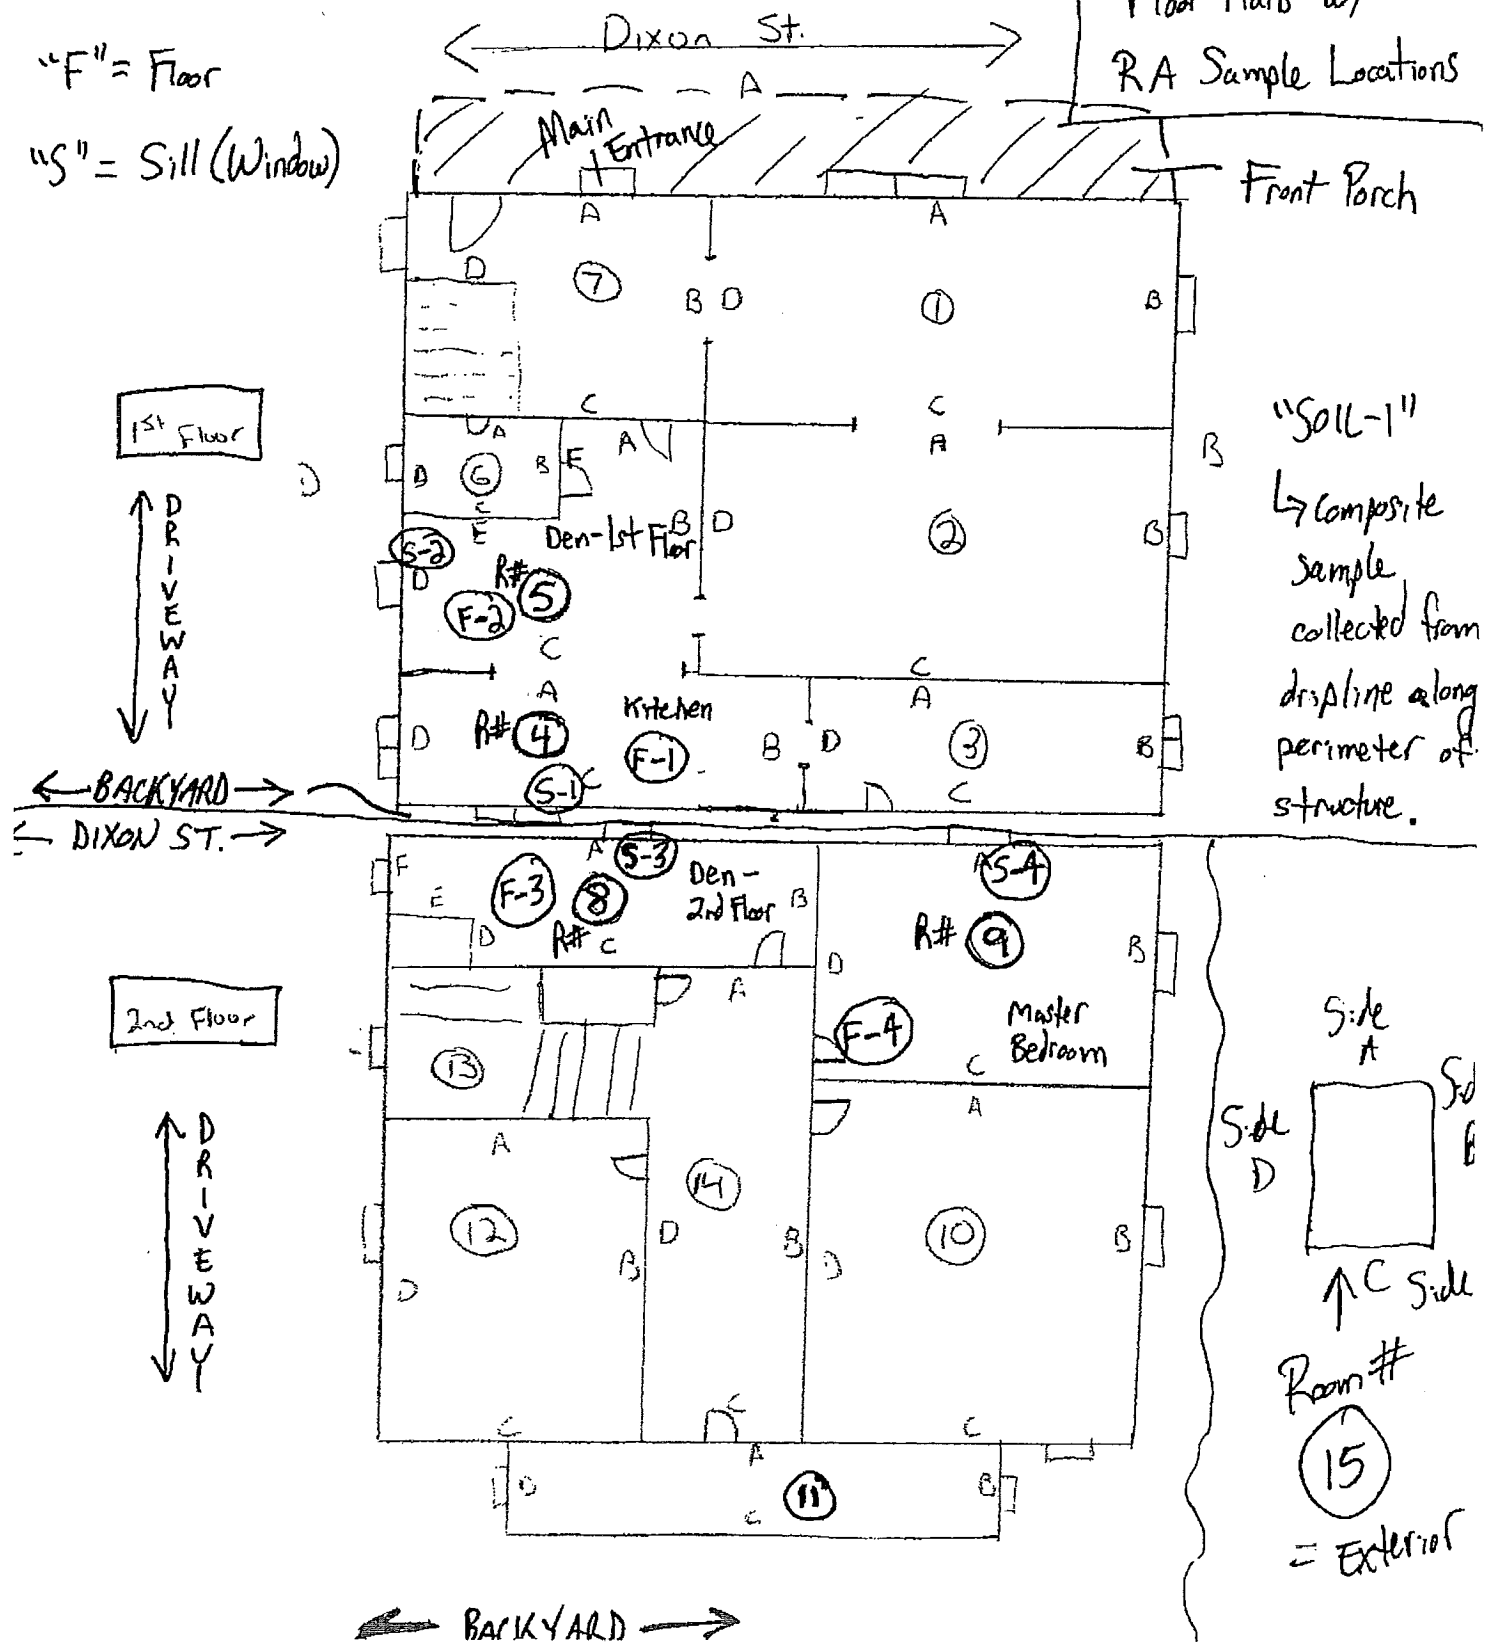 Dixon St.
RA Sample Locations
"F" = Floor
"S" = Sill (Window)
A
Main
Entrance
Front Porch
A
A
D
7
B
D
1
B
C
C
1st Floor
A
A
A
B
D
D
6
B
E
C
E
Den-1st Floor
B
D
2
B
S-2
D
R#
5
F-2
C
C
A
A
Kitchen
D
R#
4
F-1
B
D
3
B
S-1
C
C
DRIVEWAY
"SOIL-1"
Composite
Sample
collected from
dripline along
perimeter of
structure.
BACKYARD
DIXON ST.
F
A
S-3
A
S-4
E
F-3
8
Den-
2nd Floor
B
R#
9
B
D
R#
C
D
A
2nd Floor
F-4
Master
Bedroom
13
C
A
A
DRIVEWAY
14
12
D
B
10
B
B
D
D
C
C
C
A
D
11
B
C
Side
A
Side
D
C Side
Room #
15
= Exterior
BACKYARD